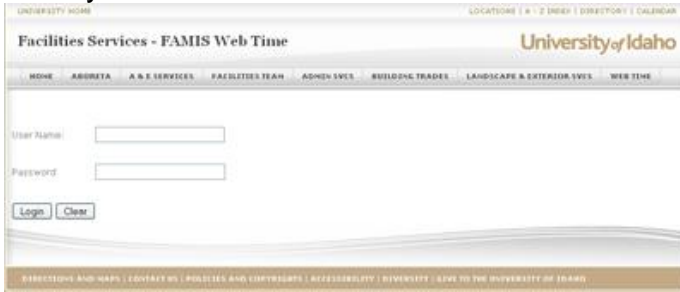 UNIVERSITY HOME LOCATIONS | A - Z INDEX | DIRECTORY | CALENDAR
Facilities Services - FAMIS Web Time University of Idaho
HOME ABORETA A & E SERVICES FACILITIES TEAM ADMIN SVCS BUILDING TRADES LANDSCAPE & EXTERIOR SVCS WEB TIME
User Name:
Password:
Login Clear
DIRECTIONS AND MAPS | CONTACT US | POLICIES AND COPYRIGHTS | ACCESSIBILITY | DIVERSITY | GIVE TO THE UNIVERSITY OF IDAHO